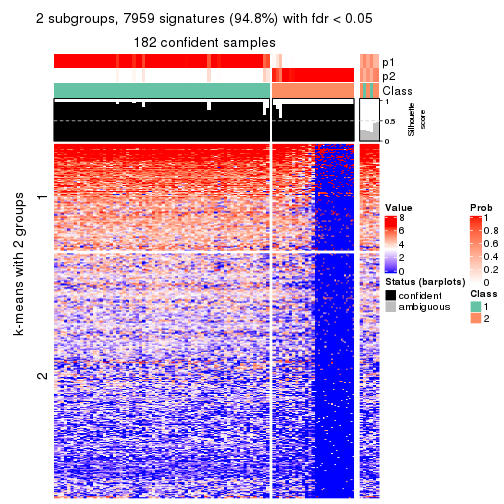 2 subgroups, 7959 signatures (94.8%) with fdr < 0.05
182 confident samples
p1
p2
Class
1
0.5
0
Silhouette
score
k-means with 2 groups
1
2
Value
8
6
4
2
0
Status (barplots)
confident
ambiguous
Prob
1
0.8
0.6
0.4
0.2
0
Class
1
2